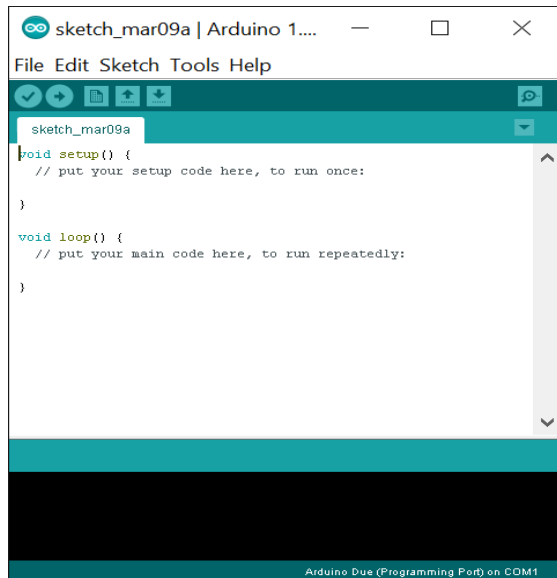 sketch_mar09a | Arduino 1....
File Edit Sketch Tools Help
sketch_mar09a
void setup() {
  // put your setup code here, to run once:
}
void loop() {
  // put your main code here, to run repeatedly:
}
Arduino Due (Programming Port) on COM1